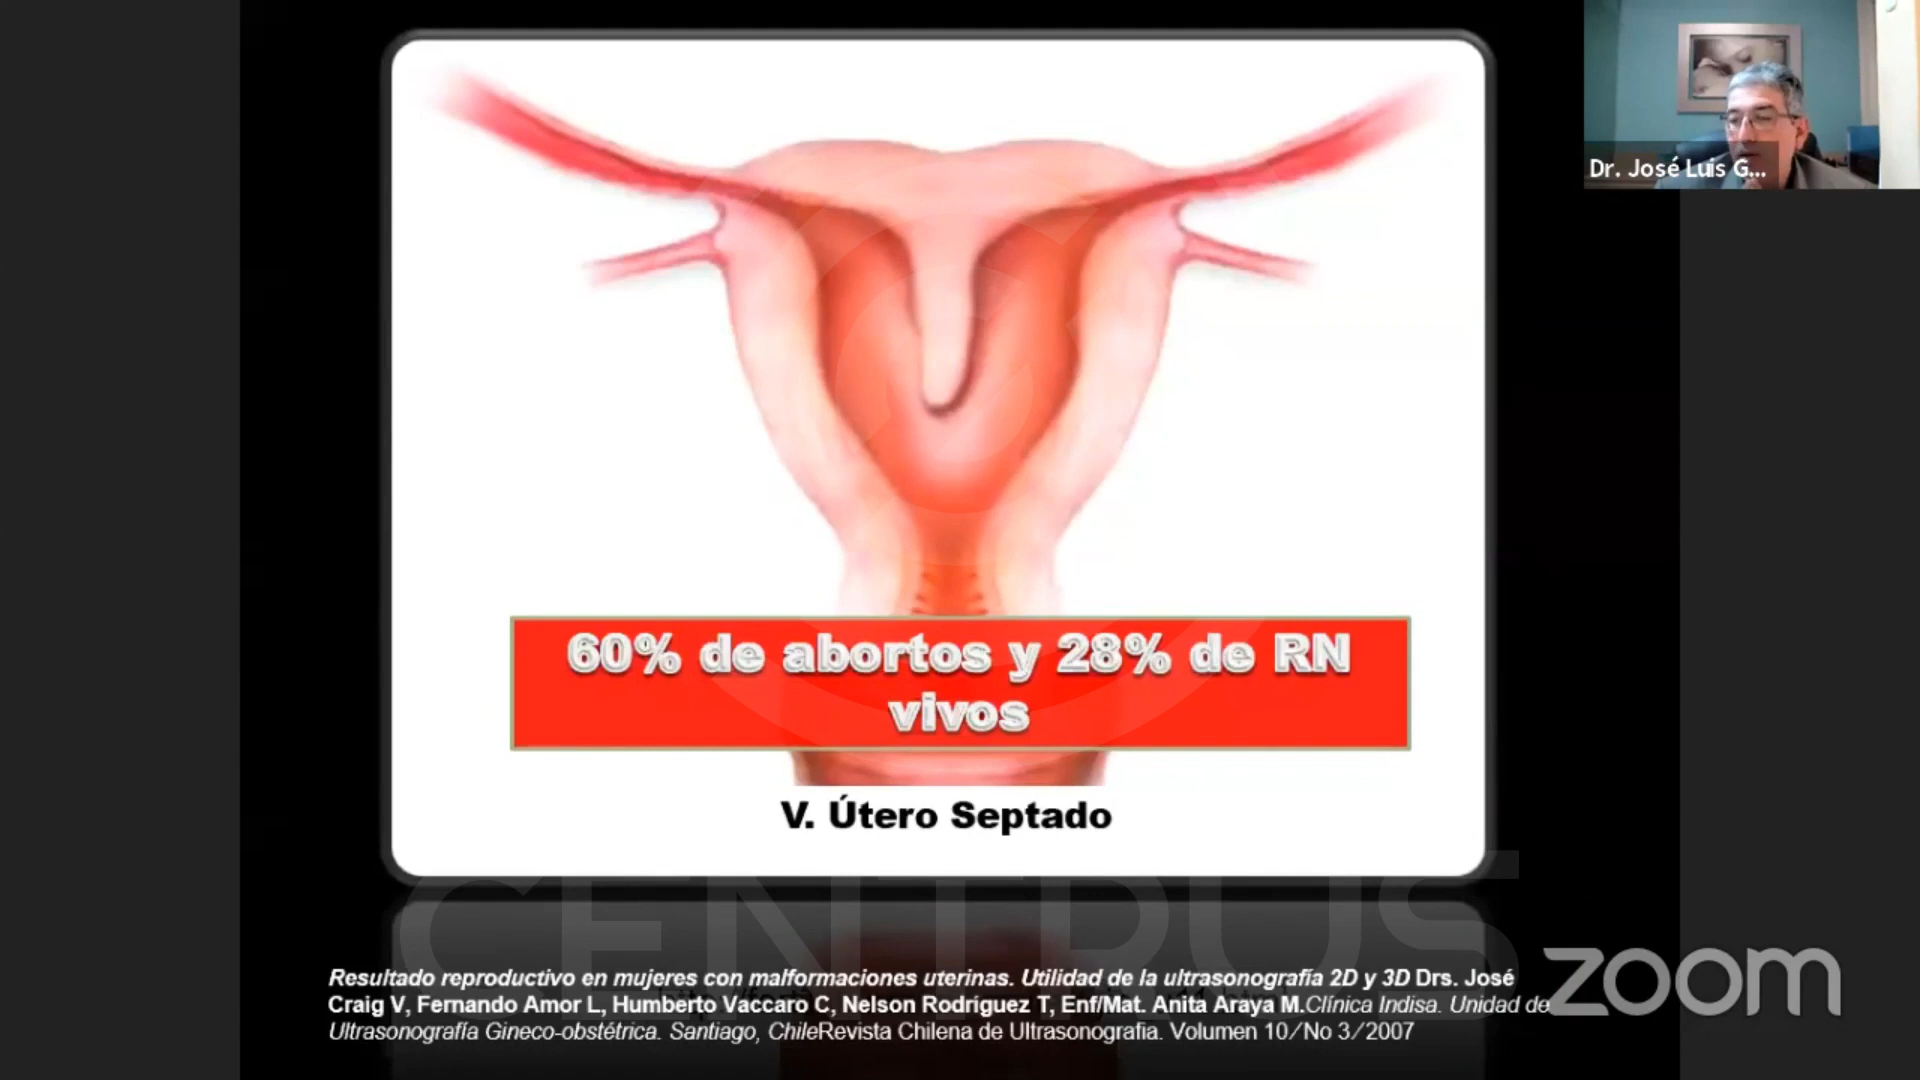 Dr. José Luis G...
60% de abortos y 28% de RN
vivos
V. Útero Septado
CENTRUS
Resultado reproductivo en mujeres con malformaciones uterinas. Utilidad de la ultrasonografía 2D y 3D Drs. José
Craig V, Fernando Amor L, Humberto Vaccaro C, Nelson Rodríguez T, Enf/Mat. Anita Araya M.Clínica Indisa. Unidad de
Ultrasonografía Gineco-obstétrica. Santiago, ChileRevista Chilena de Ultrasonografia. Volumen 10/No 3/2007
zoom